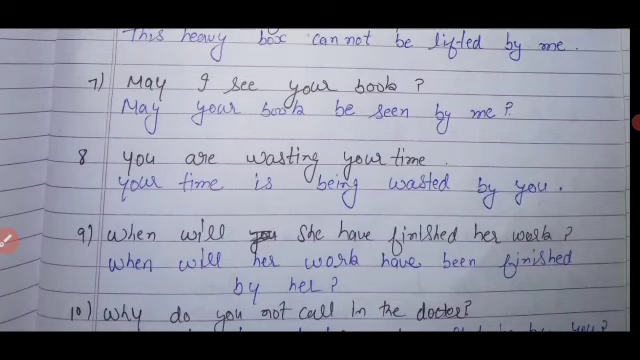 This heavy box cannot be lifted by me.
7) May I see your book?
May your book be seen by me?
8 You are wasting your time.
your time is being wasted by you.
9) When will you she have finished her work?
When will her work have been finished
by her?
10) Why do you not call in the doctor?
by you?